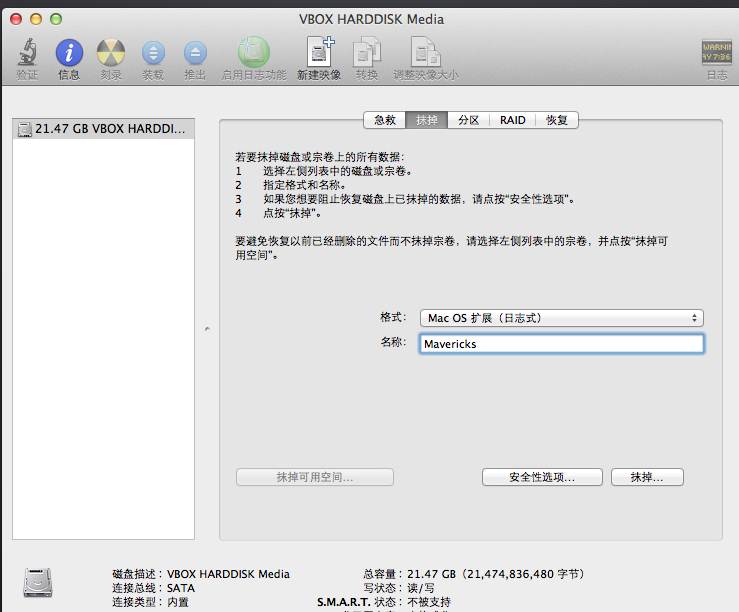 VBOX HARDDISK Media
验证 信息 刻录 装载 推出 启用日志功能 新建映像 转换 调整映像大小 日志
21.47 GB VBOX HARDDI...
急救 抹掉 分区 RAID 恢复
若要抹掉磁盘或宗卷上的所有数据：
1 选择左侧列表中的磁盘或宗卷。
2 指定格式和名称。
3 如果您想要阻止恢复磁盘上已抹掉的数据，请点按“安全性选项”。
4 点按“抹掉”。
要避免恢复以前已经删除的文件而不抹掉宗卷，请选择左侧列表中的宗卷，并点按“抹掉可
用空间”。
格式： Mac OS 扩展（日志式）
名称： Mavericks
抹掉可用空间... 安全性选项... 抹掉...
磁盘描述：VBOX HARDDISK Media 总容量：21.47 GB（21,474,836,480 字节）
连接总线：SATA 写状态：读/写
连接类型：内置 S.M.A.R.T. 状态：不被支持